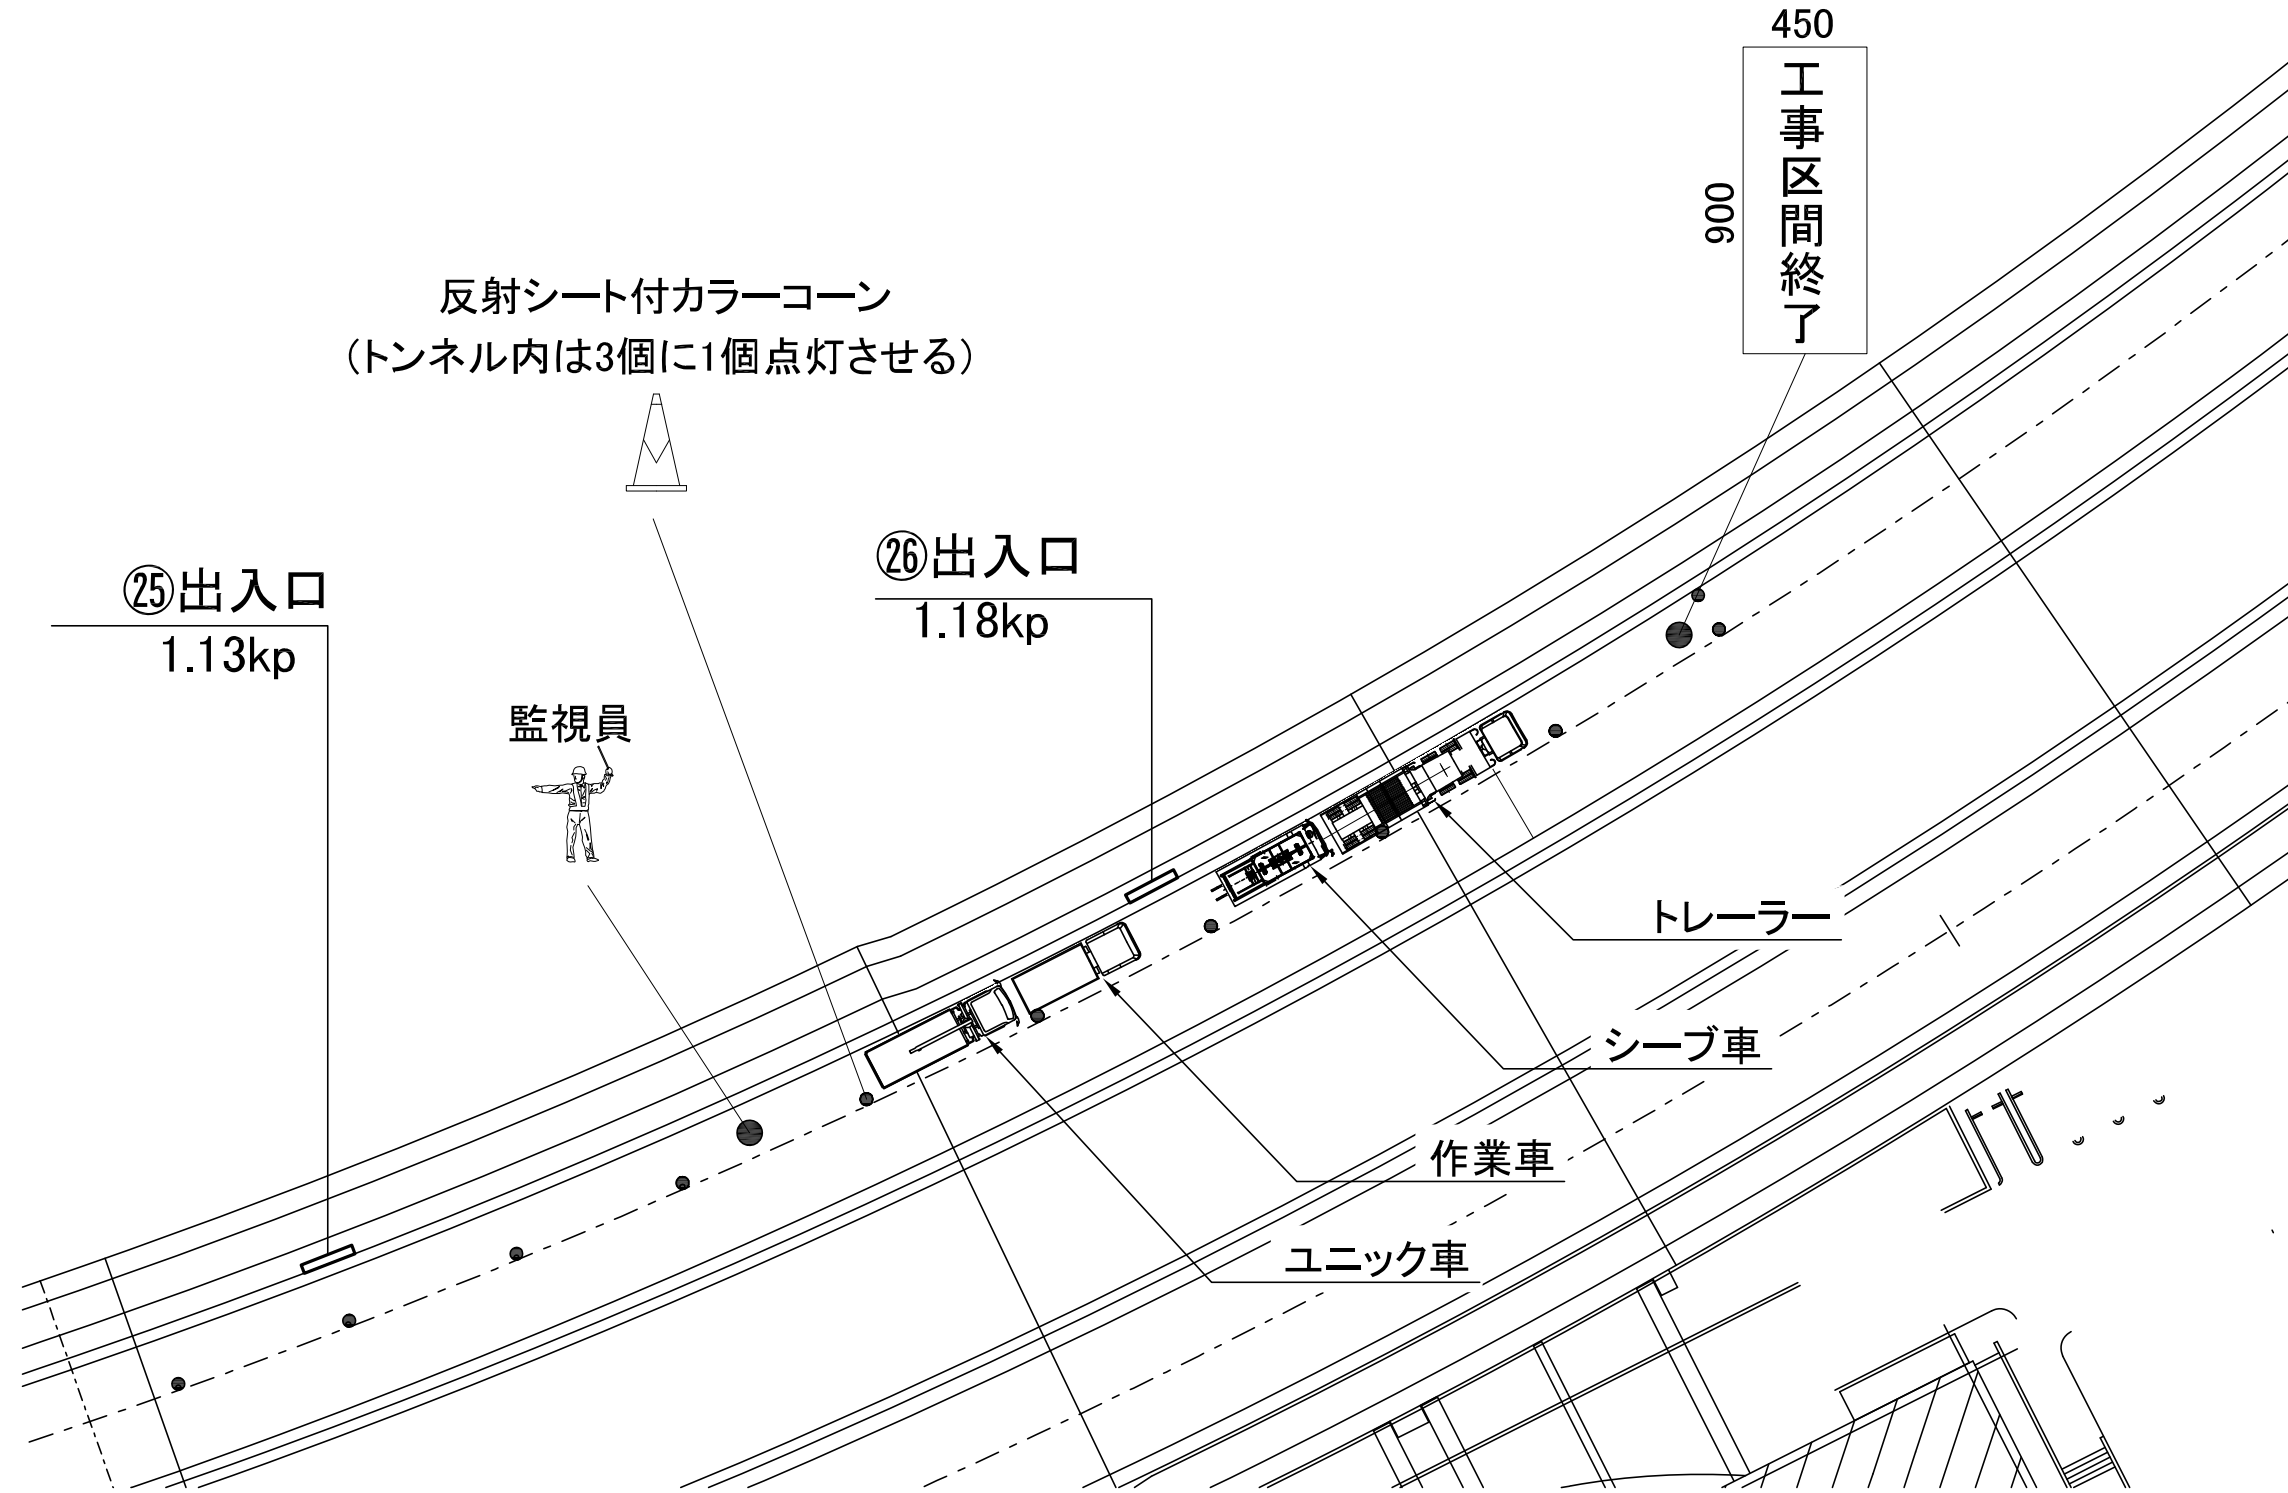 450
工事区間終了
900
反射シート付カラーコーン
（トンネル内は3個に1個点灯させる）
㉖出入口
1.18kp
㉕出入口
1.13kp
監視員
トレーラー
シーブ車
作業車
ユニック車